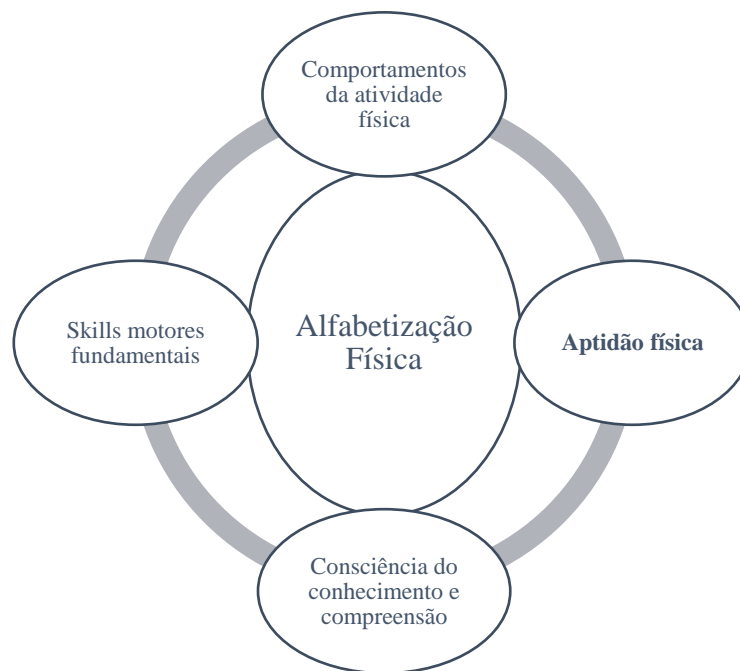 Comportamentos
da atividade
física
Skills motores
fundamentais
Alfabetização
Física
Aptidão física
Consciência do
conhecimento e
compreensão